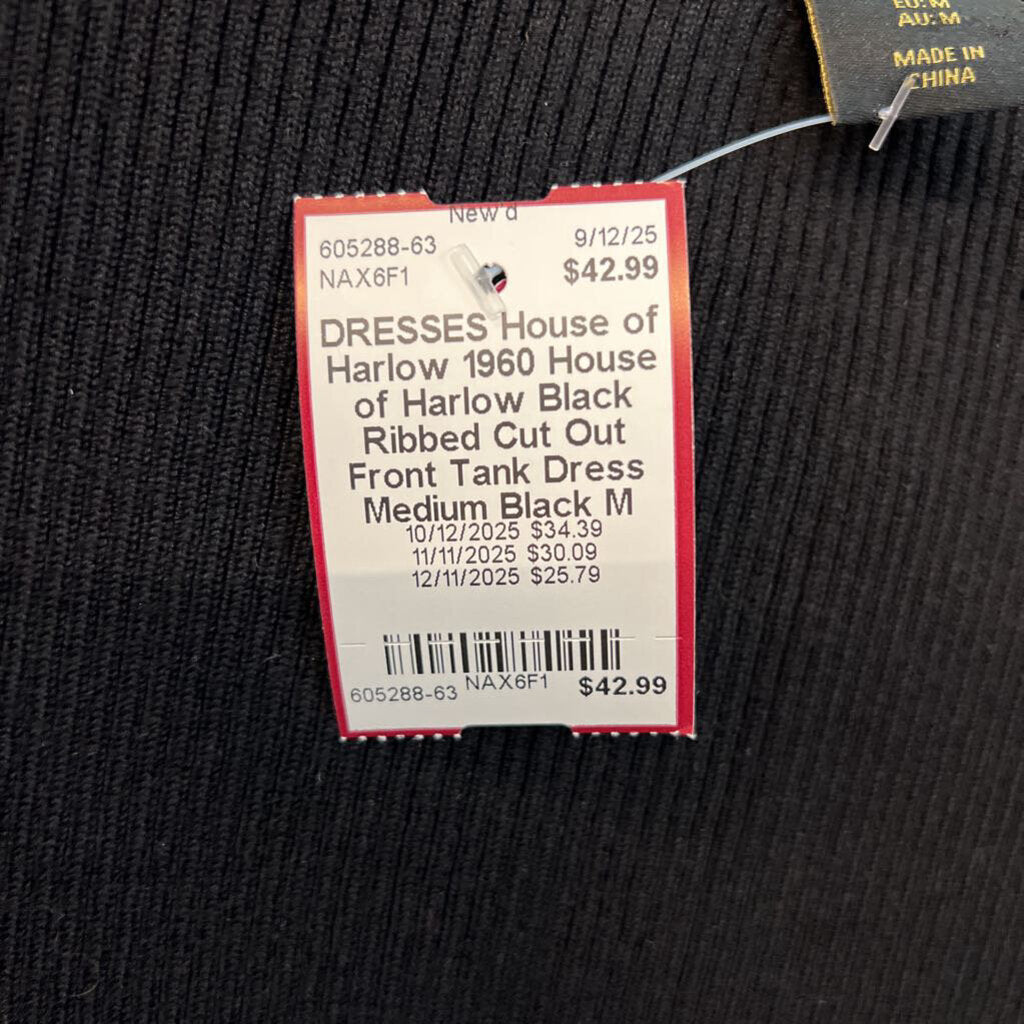 EU: M
AU: M
MADE IN
CHINA
New'd
605288-63 9/12/25
NAX6F1 $42.99
DRESSES House of
Harlow 1960 House
of Harlow Black
Ribbed Cut Out
Front Tank Dress
Medium Black M
10/12/2025 $34.39
11/11/2025 $30.09
12/11/2025 $25.79
605288-63 NAX6F1 $42.99